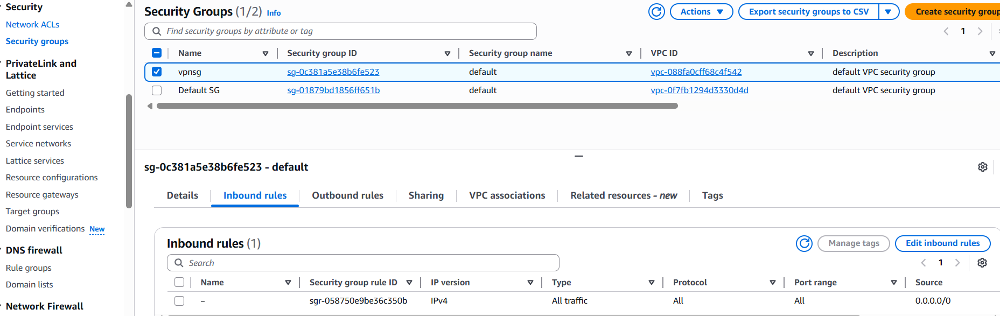 Security
Network ACLs
Security groups
PrivateLink and
Lattice
Getting started
Endpoints
Endpoint services
Service networks
Lattice services
Resource configurations
Resource gateways
Target groups
Domain verifications New
DNS firewall
Rule groups
Domain lists
Network Firewall
Security Groups (1/2) Info
Actions
Export security groups to CSV
Create security group
Find security groups by attribute or tag
1
Name Security group ID Security group name VPC ID Description
vpnsg sg-0c381a5e38b6fe523 default vpc-088fa0cff68c4f542 default VPC security group
Default SG sg-01879bd1856ff651b default vpc-0f7fb1294d3330d4d default VPC security group
sg-0c381a5e38b6fe523 - default
Details Inbound rules Outbound rules Sharing VPC associations Related resources - new Tags
Inbound rules (1)
Manage tags
Edit inbound rules
Search
1
Name Security group rule ID IP version Type Protocol Port range Source
– sgr-058750e9be36c350b IPv4 All traffic All All 0.0.0.0/0